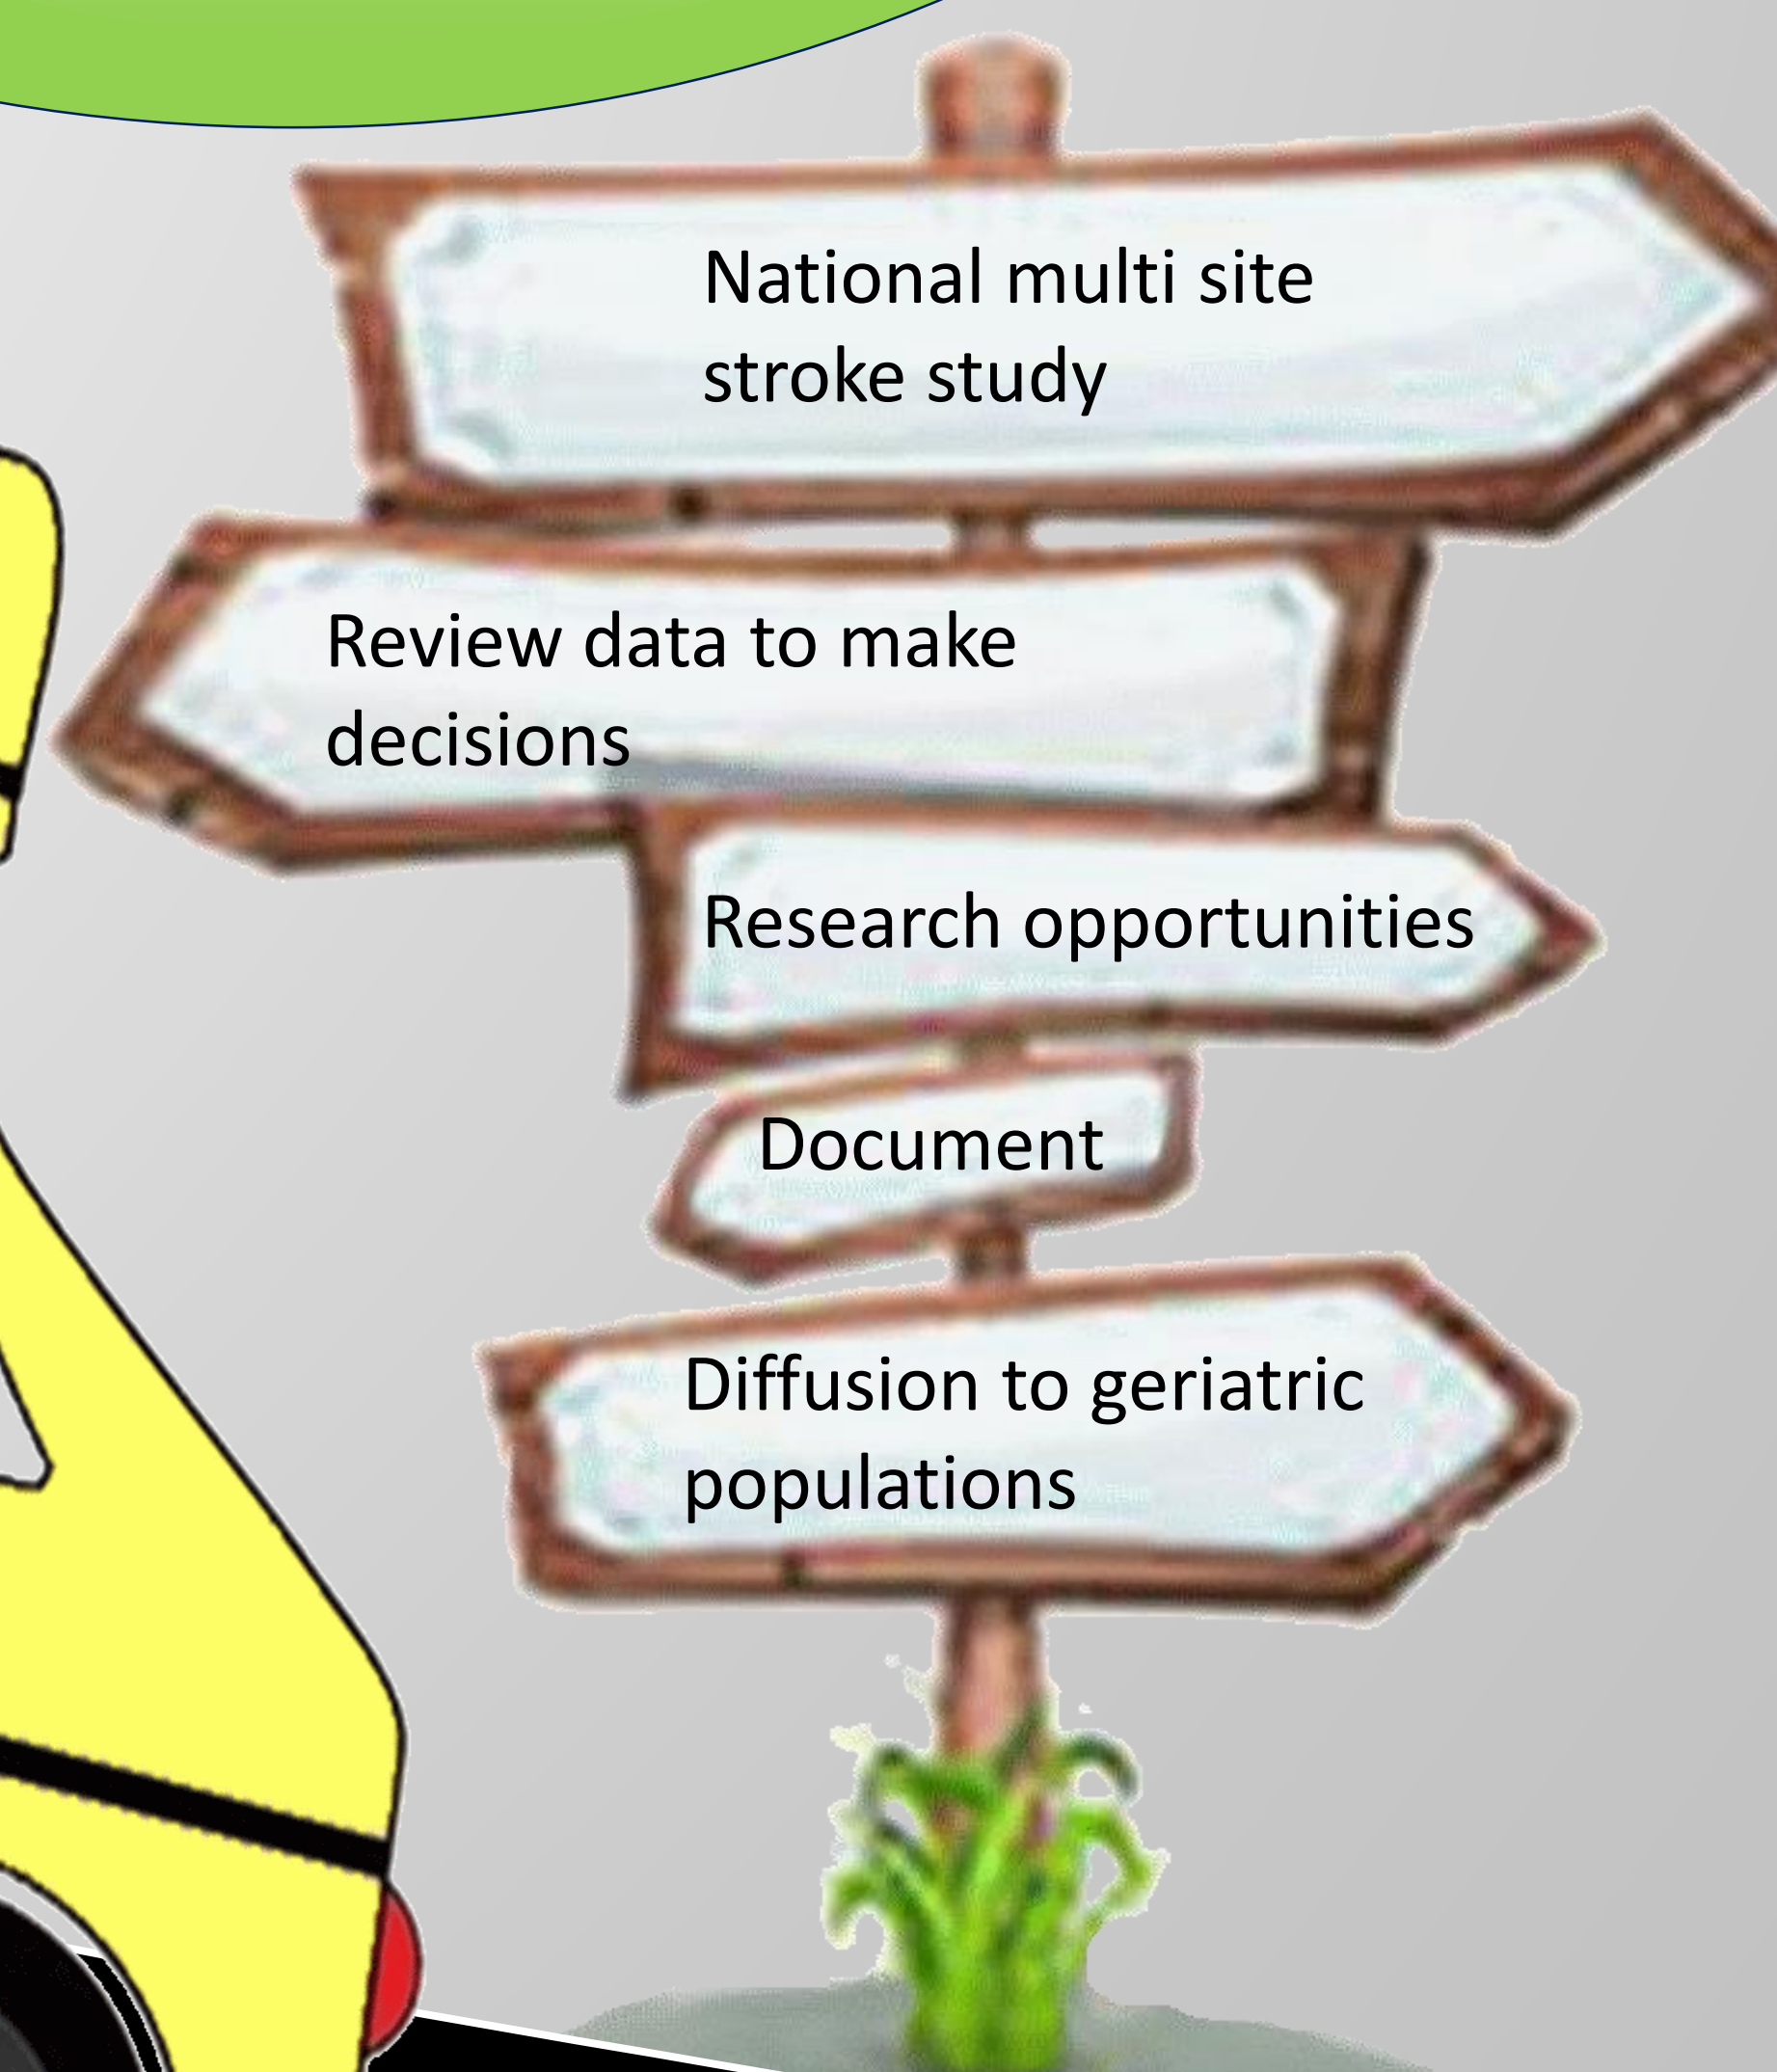 National multi site
stroke study
Review data to make
decisions
Research opportunities
Document
Diffusion to geriatric
populations